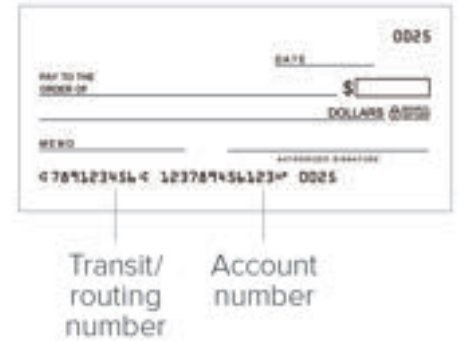 0025
DATE
PAY TO THE
ORDER OF
$
DOLLARS
MEMO
AUTHORIZED SIGNATURE
⑆789123456⑆ 123789456123⑈ 0025
Transit/
routing
number
Account
number